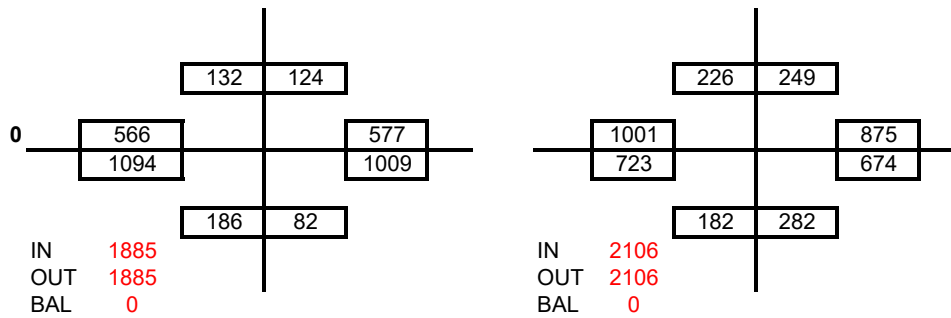 132 124 226 249
0 566 577 1001 875
1094 1009 723 674
186 82 182 282
IN 1885 IN 2106
OUT 1885 OUT 2106
BAL 0 BAL 0